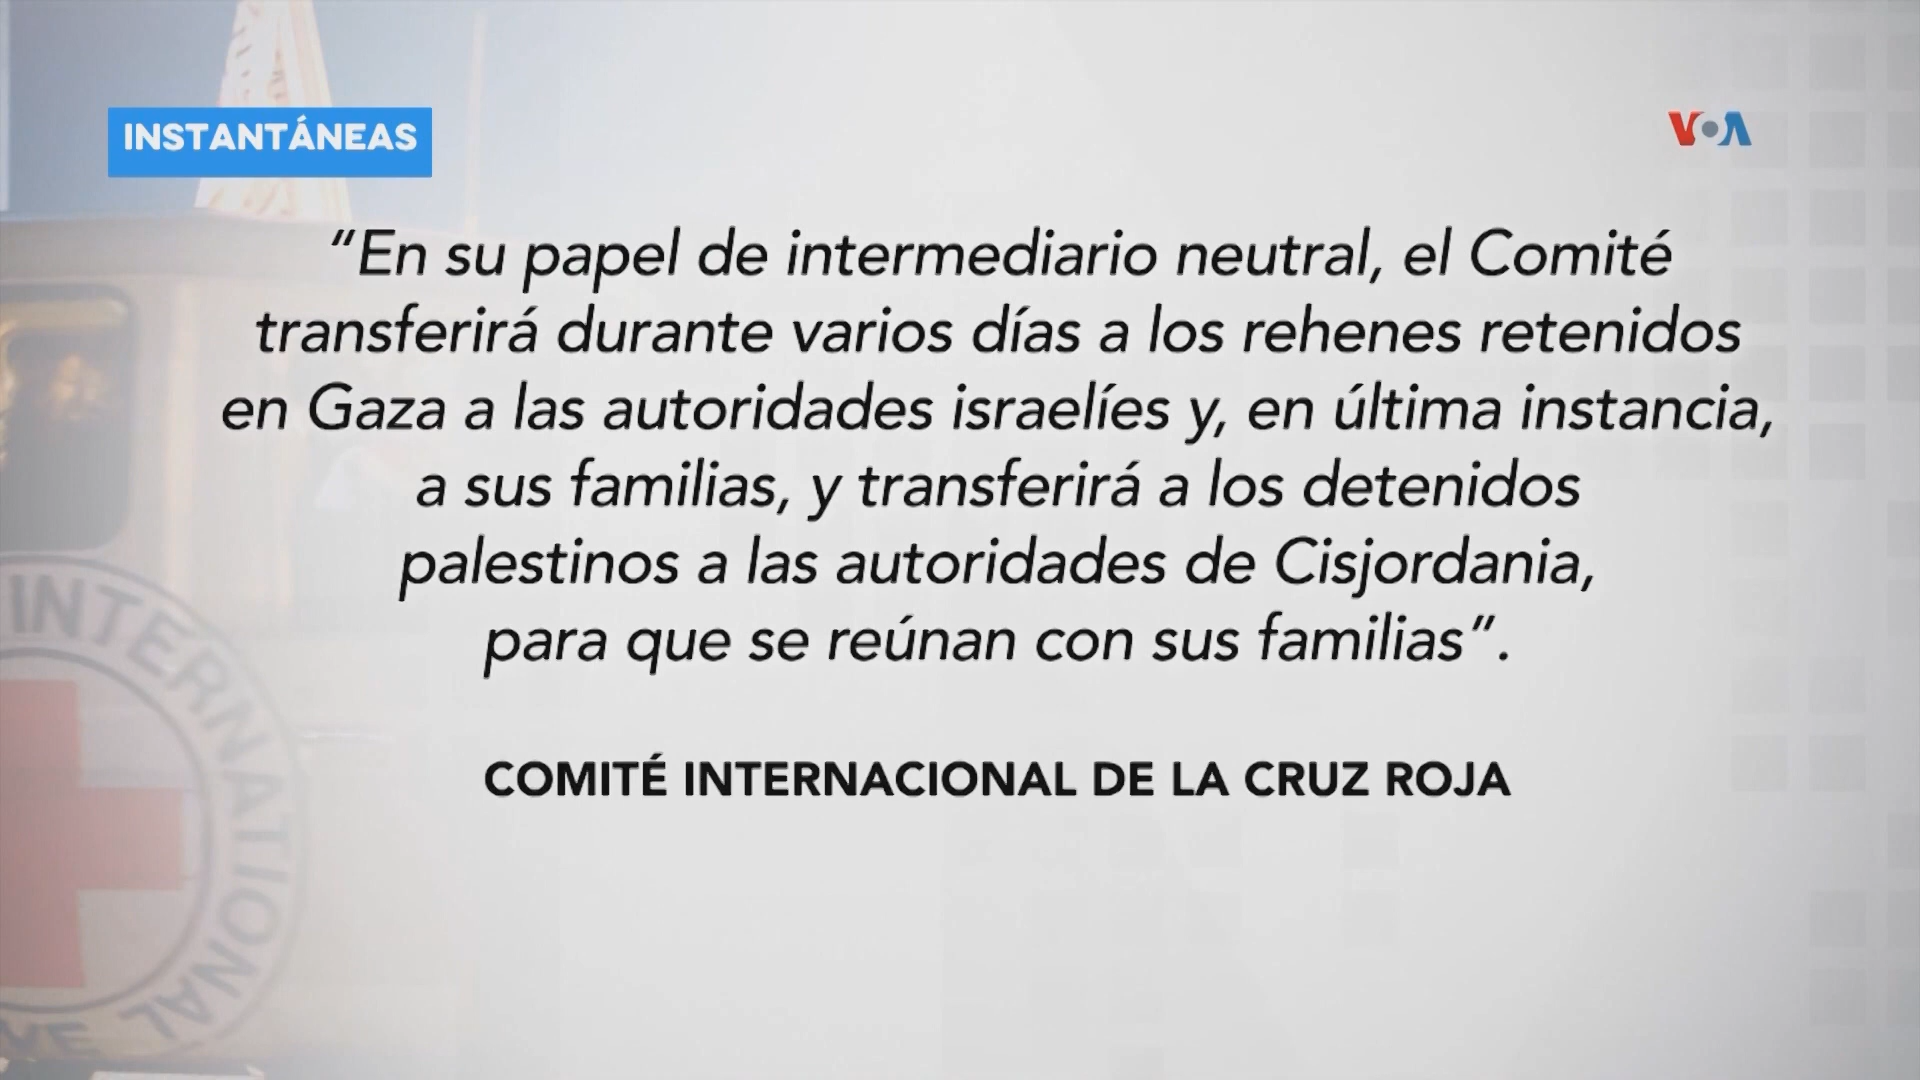 INSTANTÁNEAS
VOA
“En su papel de intermediario neutral, el Comité
transferirá durante varios días a los rehenes retenidos
en Gaza a las autoridades israelíes y, en última instancia,
a sus familias, y transferirá a los detenidos
palestinos a las autoridades de Cisjordania,
para que se reúnan con sus familias”.
COMITÉ INTERNACIONAL DE LA CRUZ ROJA
INTERNATIONAL